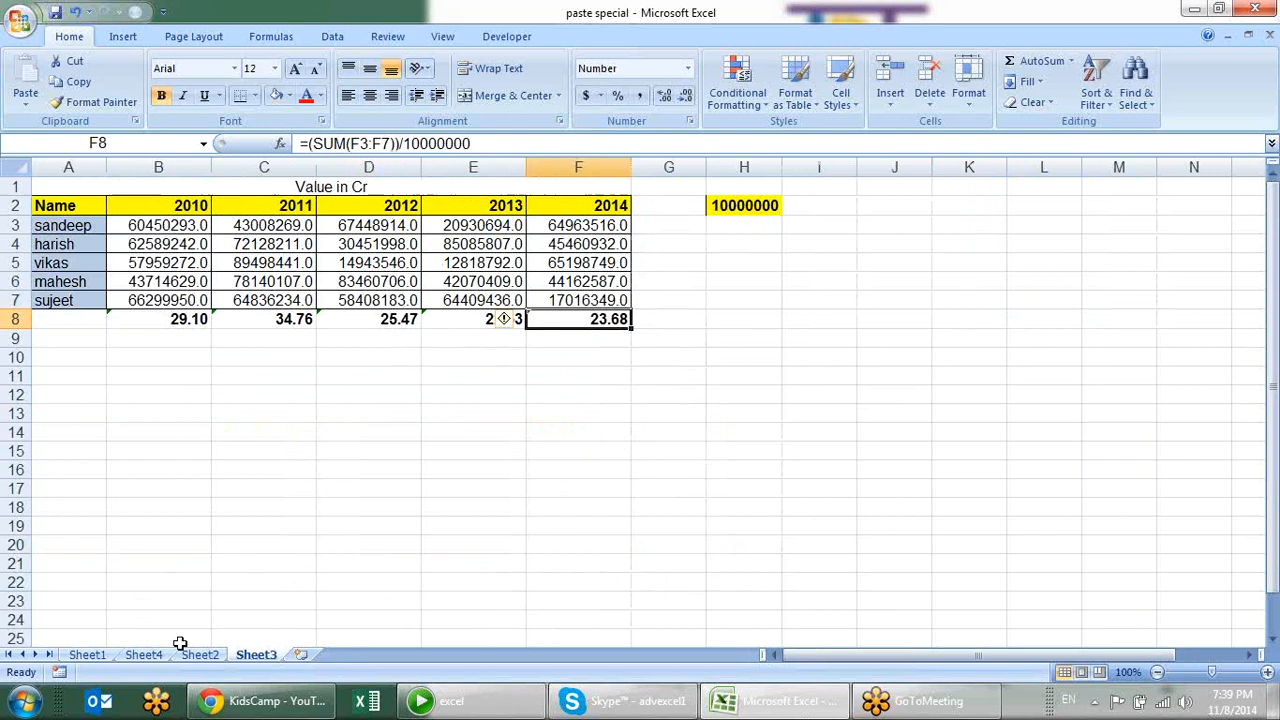 paste special - Microsoft Excel
Home Insert Page Layout Formulas Data Review View Developer
Paste
Cut
Copy
Format Painter
Clipboard
Arial 12
B I U
Font
Wrap Text
Merge & Center
Alignment
Number
$ % ,
Number
Conditional Formatting
Format as Table
Cell Styles
Styles
Insert Delete Format
Cells
Σ AutoSum
Fill
Clear
Sort & Filter
Find & Select
Editing
F8 fx =(SUM(F3:F7))/10000000
A B C D E F G H I J K L M N
1 Value in Cr
2 Name 2010 2011 2012 2013 2014 10000000
3 sandeep 60450293.0 43008269.0 67448914.0 20930694.0 64963516.0
4 harish 62589242.0 72128211.0 30451998.0 85085807.0 45460932.0
5 vikas 57959272.0 89498441.0 14943546.0 12818792.0 65198749.0
6 mahesh 43714629.0 78140107.0 83460706.0 42070409.0 44162587.0
7 sujeet 66299950.0 64836234.0 58408183.0 64409436.0 17016349.0
8 29.10 34.76 25.47 2 3 23.68
9
10
11
12
13
14
15
16
17
18
19
20
21
22
23
24
25
Sheet1 Sheet4 Sheet2 Sheet3
Ready 100%
KidsCamp - YouT... excel Skype™ - advexcel1 Microsoft Excel - ... GoToMeeting EN 7:39 PM
11/8/2014